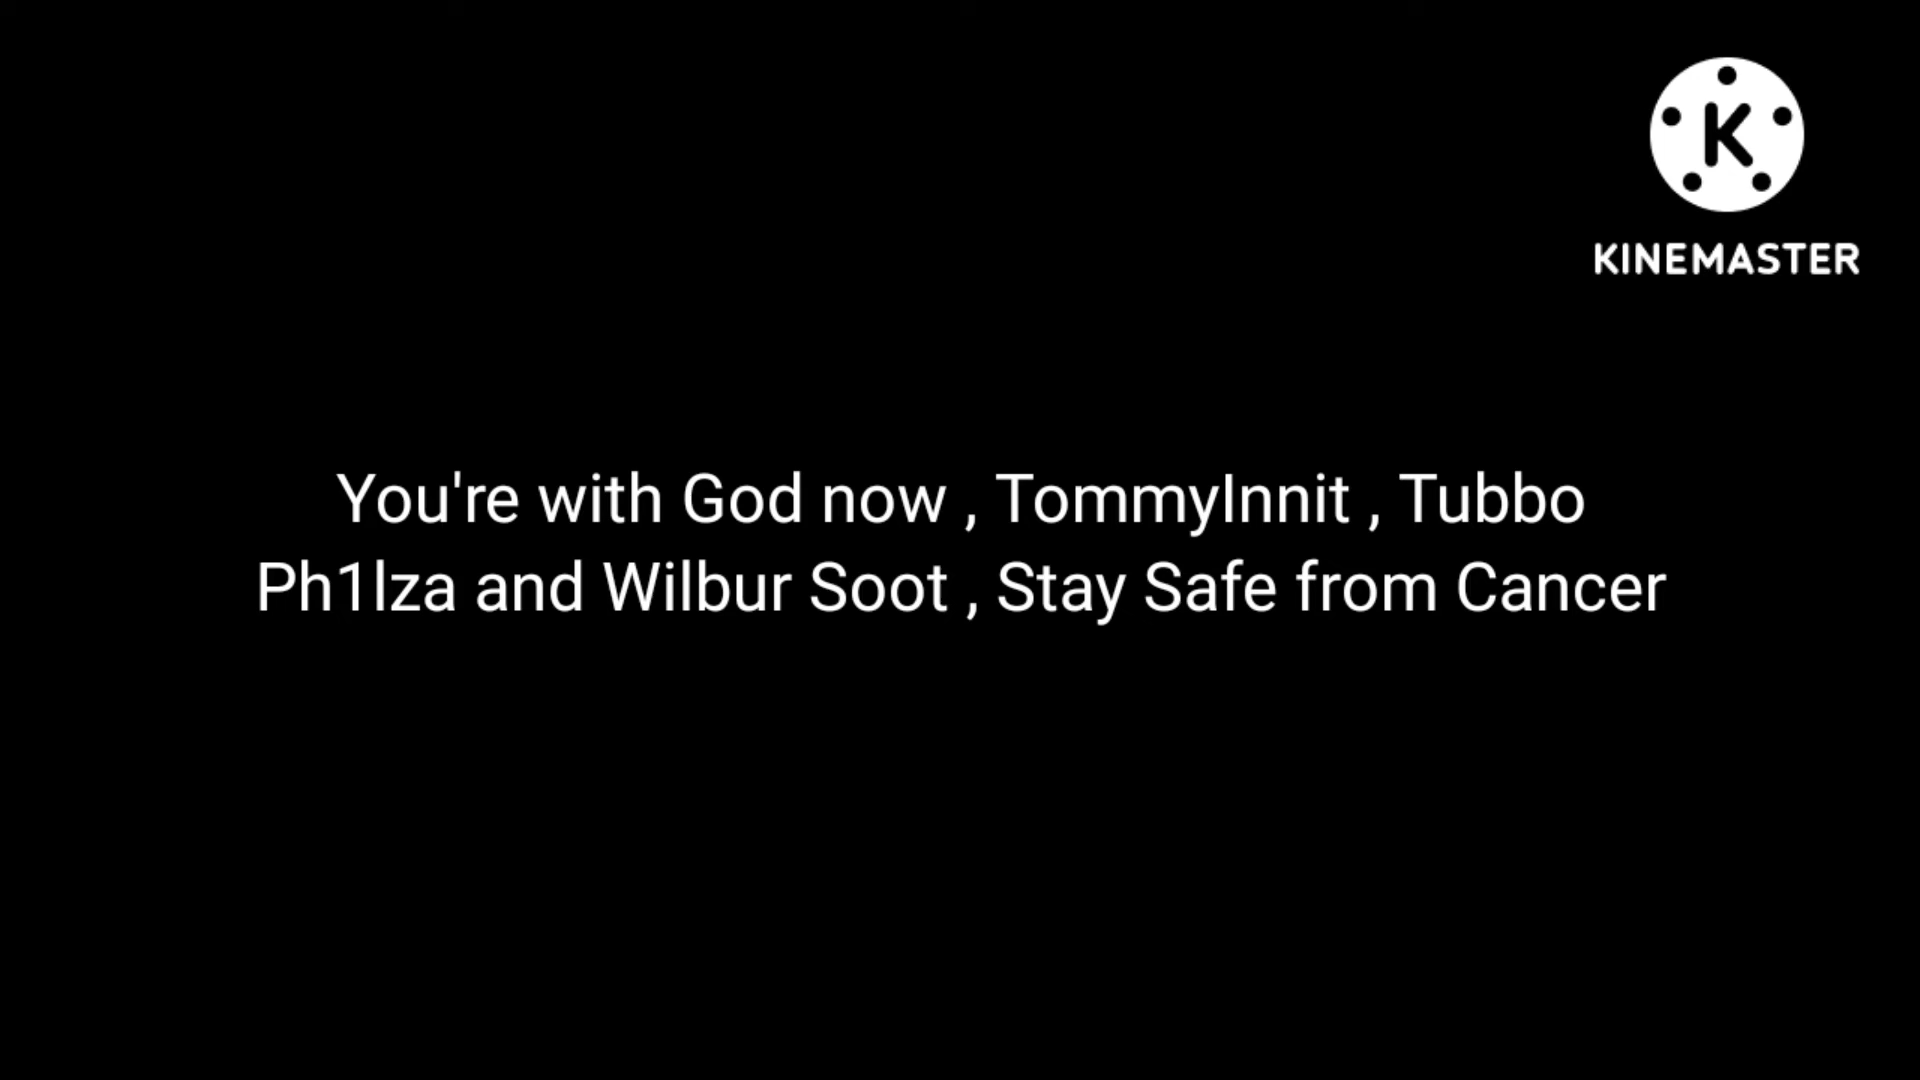 K
KINEMASTER
You're with God now , TommyInnit , Tubbo
Ph1lza and Wilbur Soot , Stay Safe from Cancer